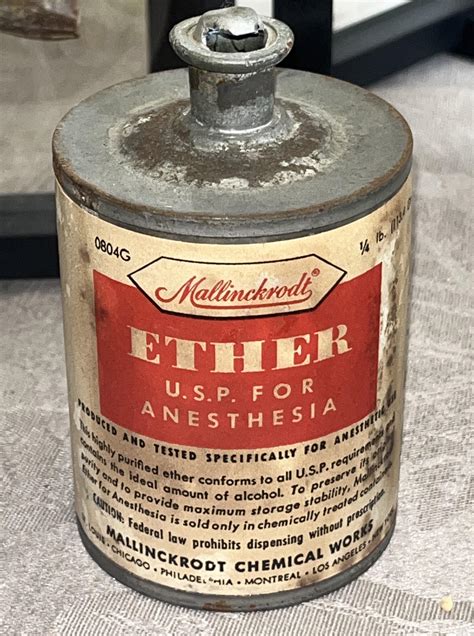 0804G
1/4 lb.
Mallinckrodt®
ETHER
U.S.P. FOR
ANESTHESIA
PRODUCED AND TESTED SPECIFICALLY FOR ANESTHETIC
This highly purified ether conforms to all U.S.P.
contains the ideal amount of alcohol. To preserve its
purity and to provide maximum storage stability,
Ether for Anesthesia is sold only in chemically treated
CAUTION: Federal law prohibits dispensing without prescription.
MALLINCKRODT CHEMICAL WORKS
LOUIS • CHICAGO • PHILADELPHIA • MONTREAL • LOS ANGELES